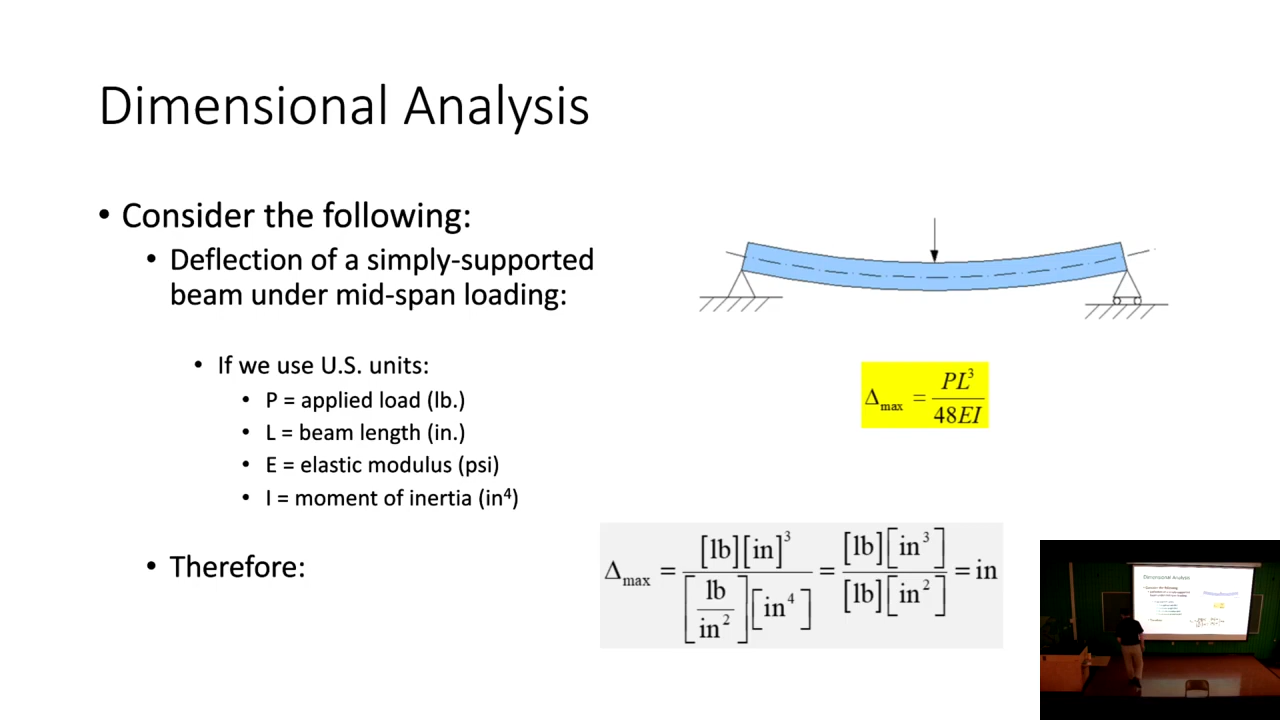 Dimensional Analysis
• Consider the following:
• Deflection of a simply-supported
beam under mid-span loading:
• If we use U.S. units:
• P = applied load (lb.)
• L = beam length (in.)
• E = elastic modulus (psi)
• I = moment of inertia (in⁴)
Δmax = PL³ / 48EI
• Therefore:
Δmax = [lb][in]³ / [lb/in²][in⁴] = [lb][in³] / [lb][in²] = in
Dimensional Analysis